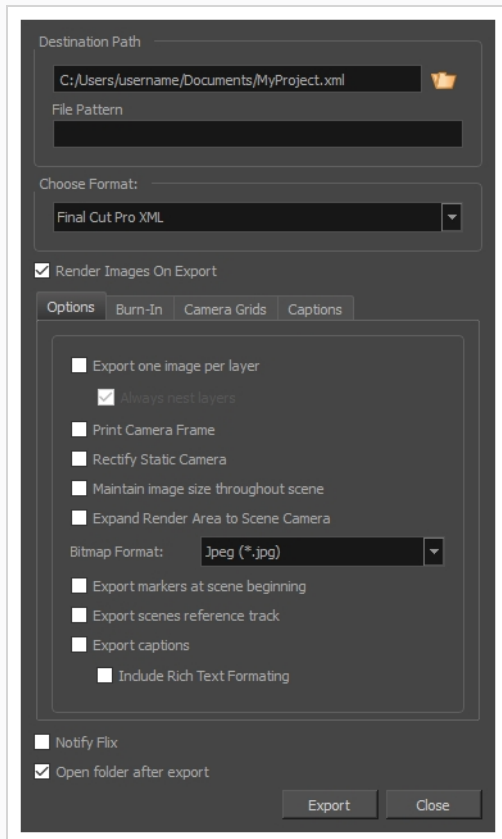 Destination Path
C:/Users/username/Documents/MyProject.xml
File Pattern
Choose Format:
Final Cut Pro XML
Render Images On Export
Options Burn-In Camera Grids Captions
Export one image per layer
Always nest layers
Print Camera Frame
Rectify Static Camera
Maintain image size throughout scene
Expand Render Area to Scene Camera
Bitmap Format: Jpeg (*.jpg)
Export markers at scene beginning
Export scenes reference track
Export captions
Include Rich Text Formating
Notify Flix
Open folder after export
Export Close